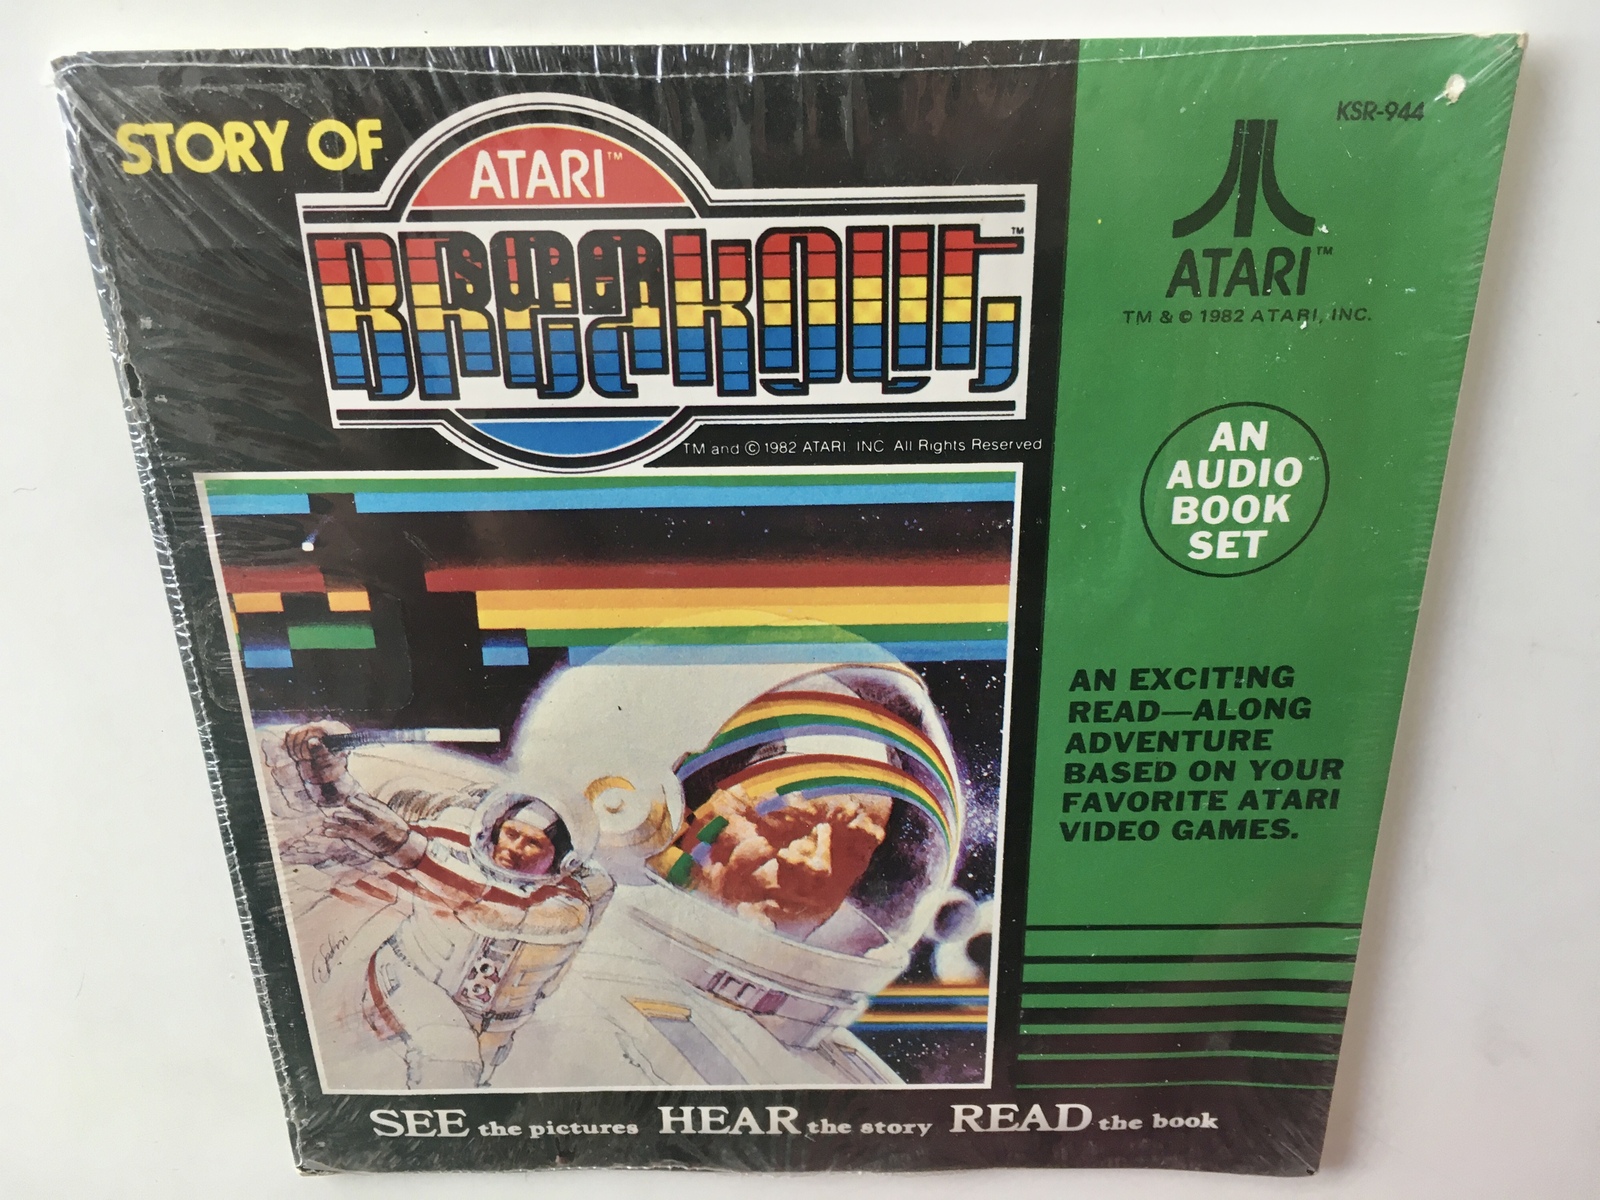 STORY OF
ATARI™
SUPER
BREAKOUT™
TM and © 1982 ATARI, INC. All Rights Reserved
KSR-944
ATARI™
TM & © 1982 ATARI, INC.
AN
AUDIO
BOOK
SET
AN EXCITING
READ—ALONG
ADVENTURE
BASED ON YOUR
FAVORITE ATARI
VIDEO GAMES.
SEE the pictures HEAR the story READ the book